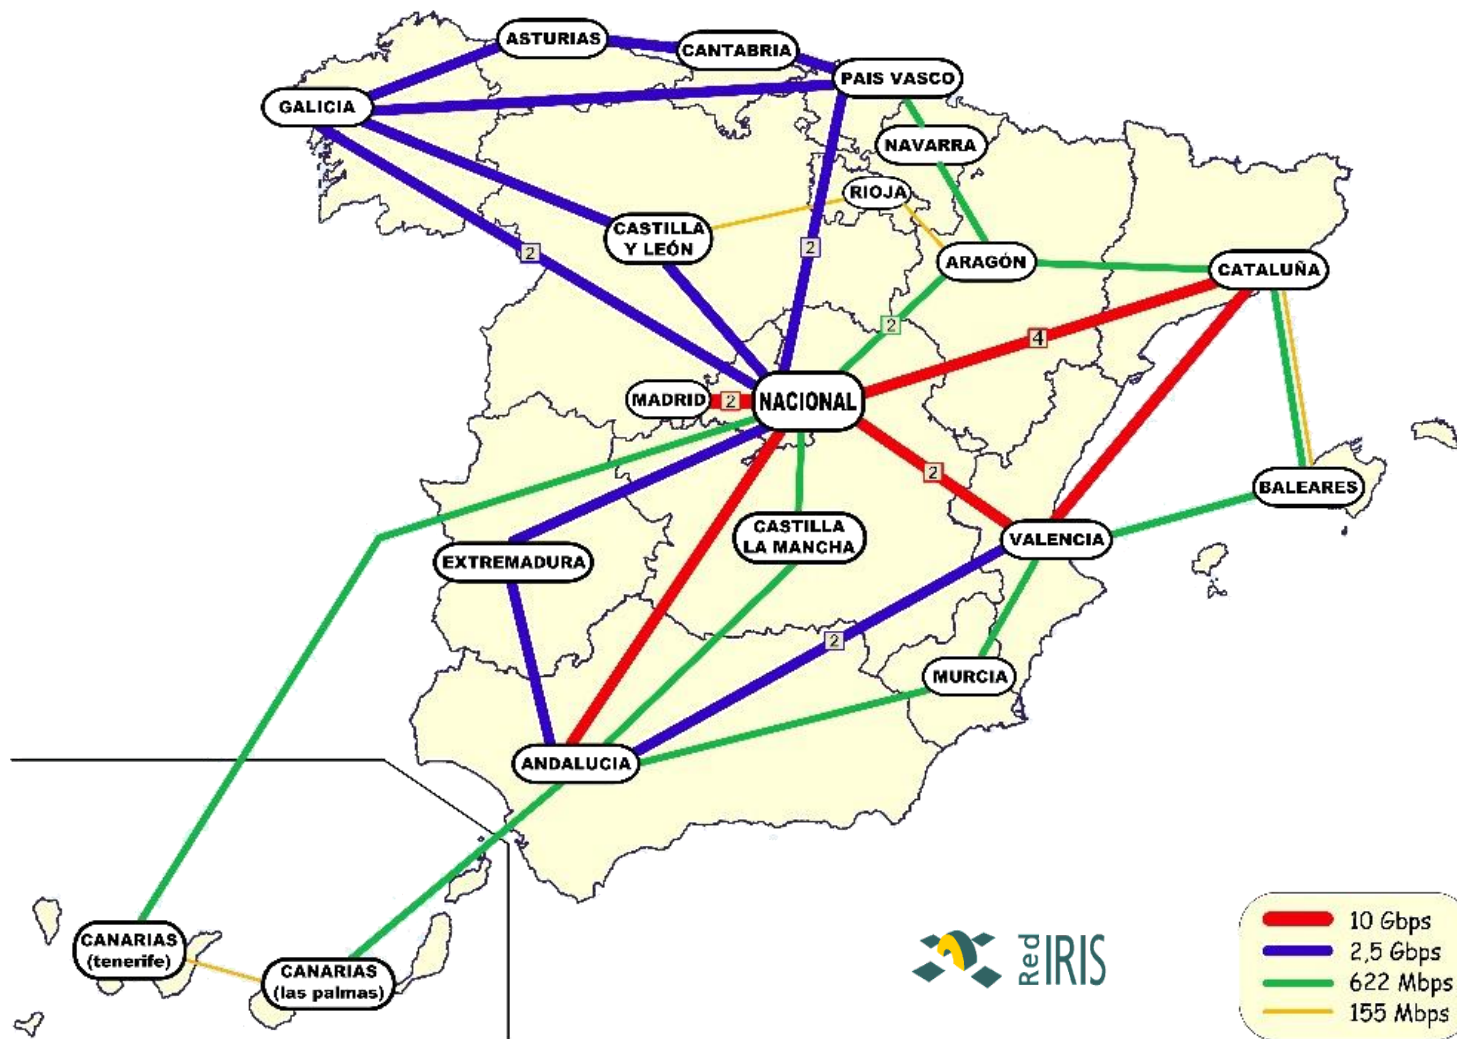 ASTURIAS
CANTABRIA
PAIS VASCO
GALICIA
NAVARRA
RIOJA
CASTILLA
Y LEÓN
2
2
ARAGÓN
CATALUÑA
2
4
MADRID
2
NACIONAL
2
BALEARES
CASTILLA
LA MANCHA
VALENCIA
EXTREMADURA
2
MURCIA
ANDALUCIA
CANARIAS
(tenerife)
CANARIAS
(las palmas)
Red IRIS
10 Gbps
2,5 Gbps
622 Mbps
155 Mbps